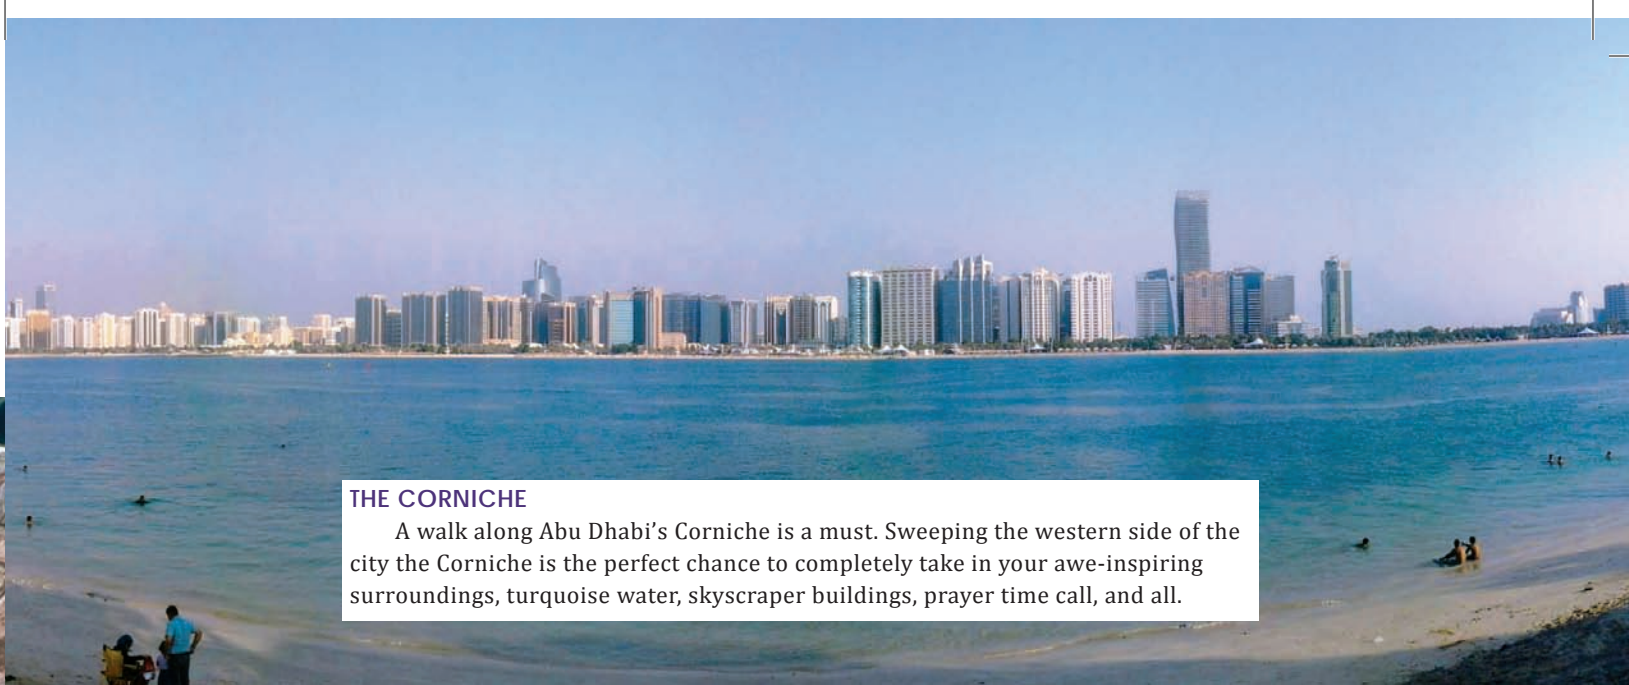 THE CORNICHE
A walk along Abu Dhabi’s Corniche is a must. Sweeping the western side of the
city the Corniche is the perfect chance to completely take in your awe-inspiring
surroundings, turquoise water, skyscraper buildings, prayer time call, and all.